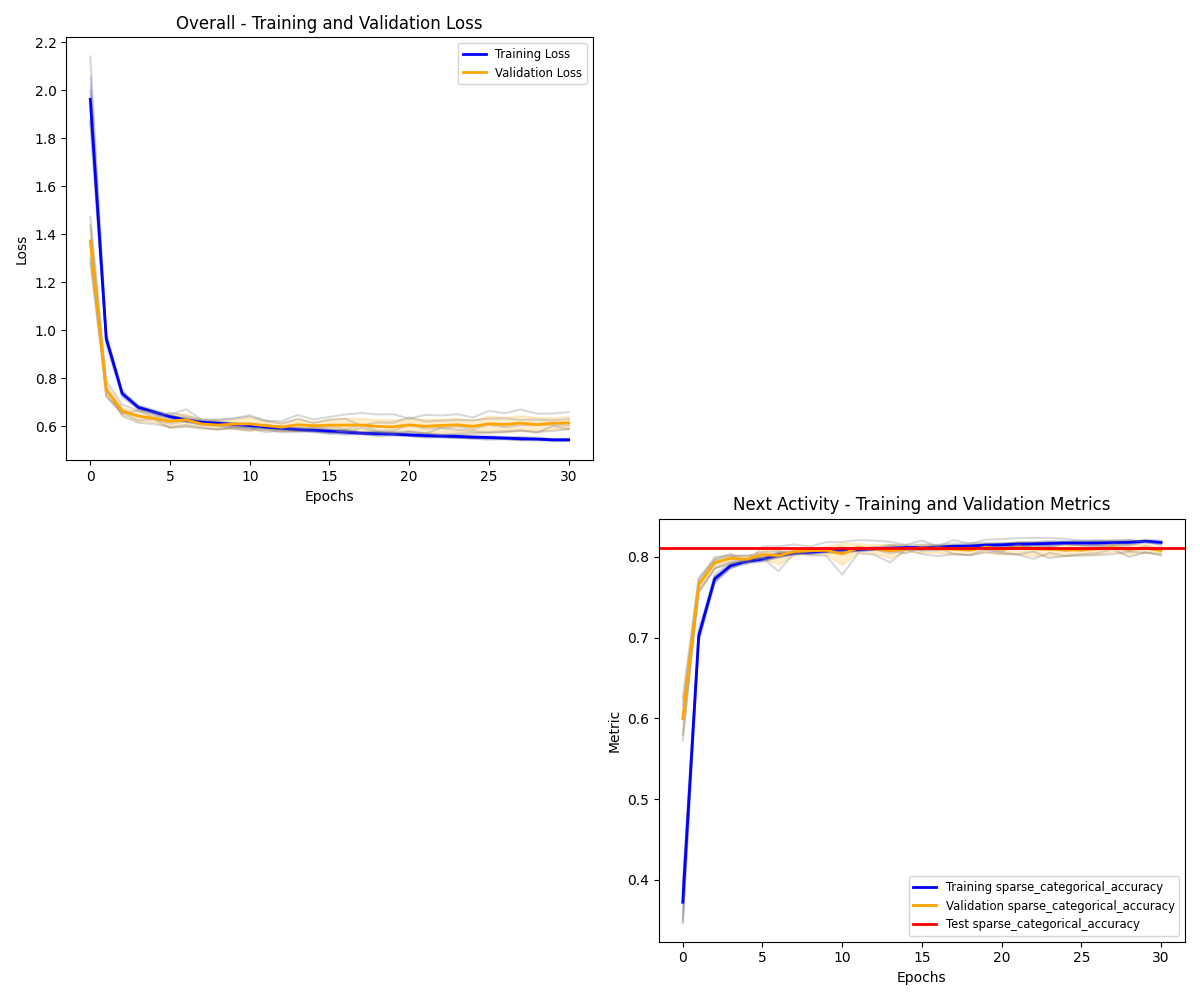 Overall - Training and Validation Loss
2.2
2.0
1.8
1.6
1.4
1.2
1.0
0.8
0.6
Loss
Training Loss
Validation Loss
0 5 10 15 20 25 30
Epochs
Next Activity - Training and Validation Metrics
0.8
0.7
0.6
0.5
0.4
Metric
Training sparse_categorical_accuracy
Validation sparse_categorical_accuracy
Test sparse_categorical_accuracy
0 5 10 15 20 25 30
Epochs